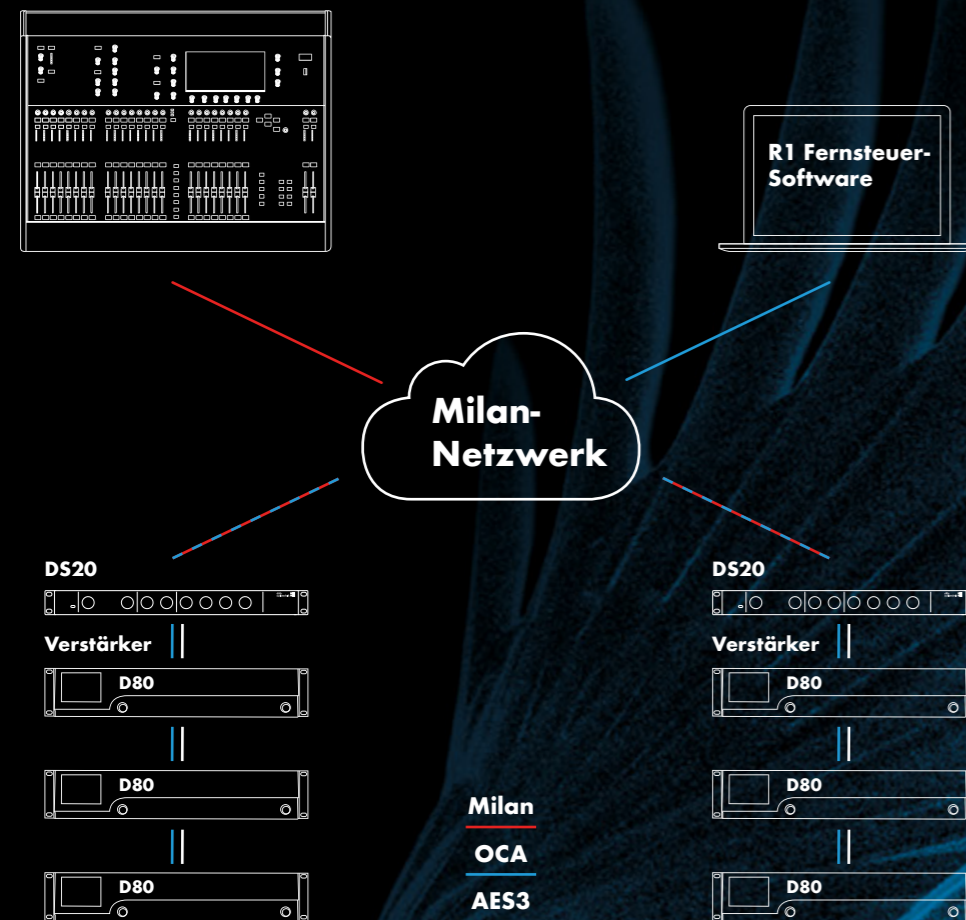 R1 Fernsteuer-
Software
Milan-
Netzwerk
DS20
Verstärker
D80
D80
D80
DS20
Verstärker
D80
D80
D80
Milan
OCA
AES3